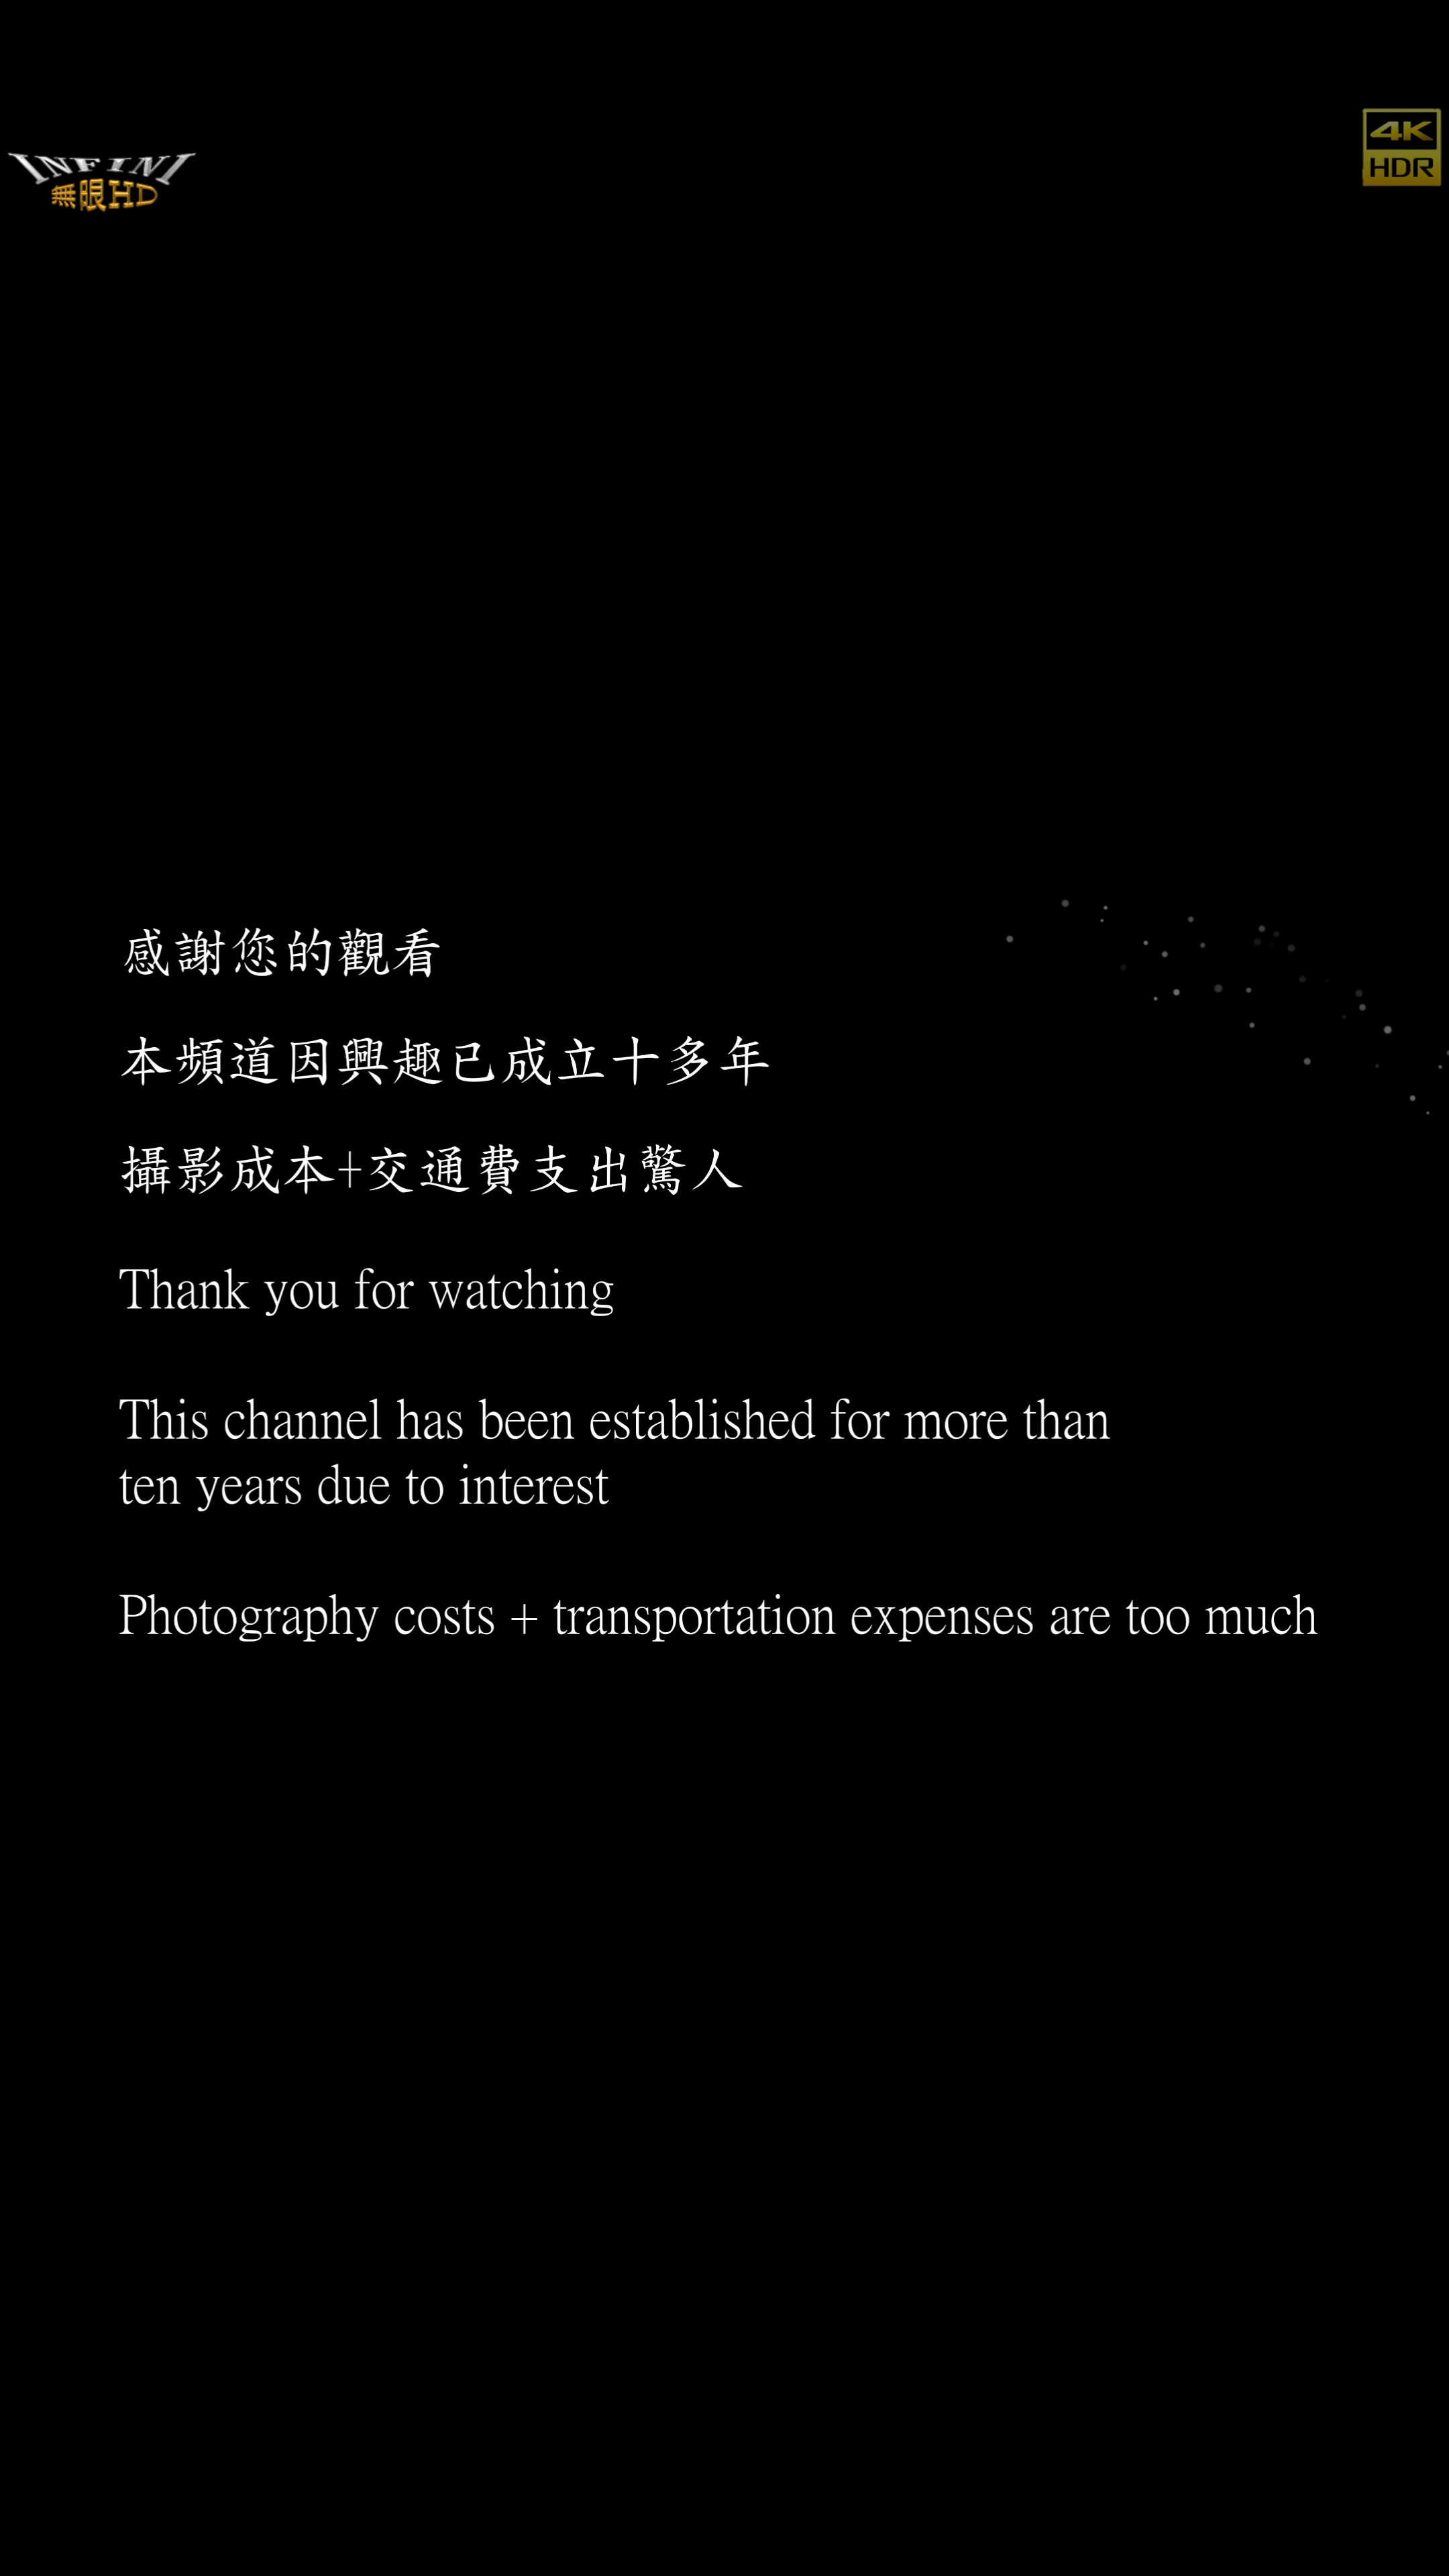 INFINI
無限HD
4K
HDR
感謝您的觀看
本頻道因興趣已成立十多年
攝影成本+交通費支出驚人
Thank you for watching
This channel has been established for more than
ten years due to interest
Photography costs + transportation expenses are too much